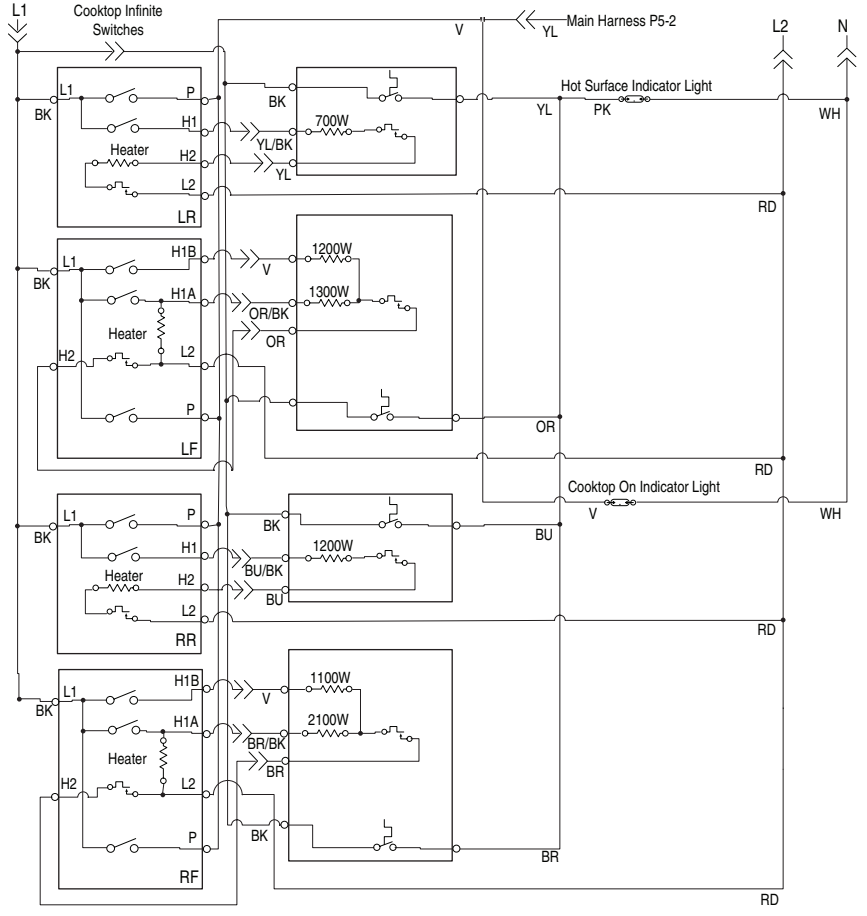 L1
Cooktop Infinite
Switches
V
YL
Main Harness P5-2
L2
N
L1
BK
P
H1
Heater
H2
L2
LR
YL/BK
YL
BK
700W
YL
Hot Surface Indicator Light
PK
WH
RD
L1
BK
H1B
V
H1A
OR/BK
Heater
OR
H2
L2
P
LF
1200W
1300W
OR
RD
Cooktop On Indicator Light
V
WH
L1
BK
P
H1
BU/BK
Heater
H2
BU
L2
RR
BK
1200W
BU
RD
L1
BK
H1B
V
H1A
BR/BK
Heater
BR
H2
L2
P
RF
1100W
2100W
BK
BR
RD